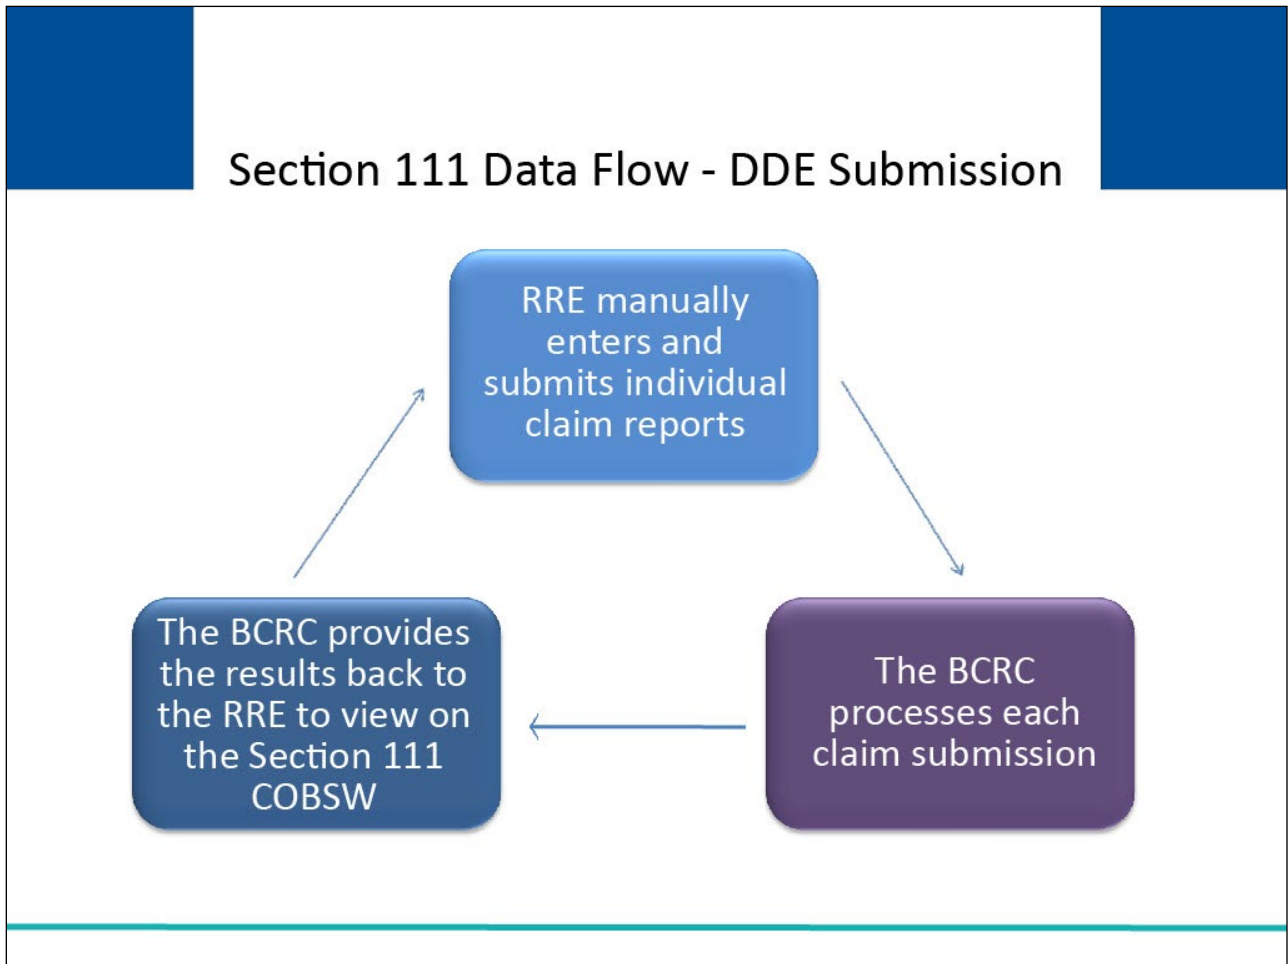 Section 111 Data Flow - DDE Submission
RRE manually
enters and
submits individual
claim reports
The BCRC provides
the results back to
the RRE to view on
the Section 111
COBSW
The BCRC
processes each
claim submission